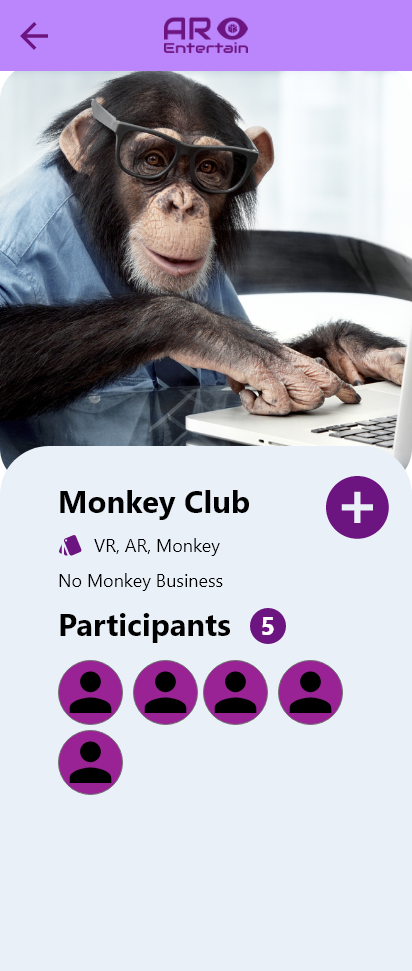 AR
Entertain
Monkey Club
VR, AR, Monkey
No Monkey Business
Participants 5